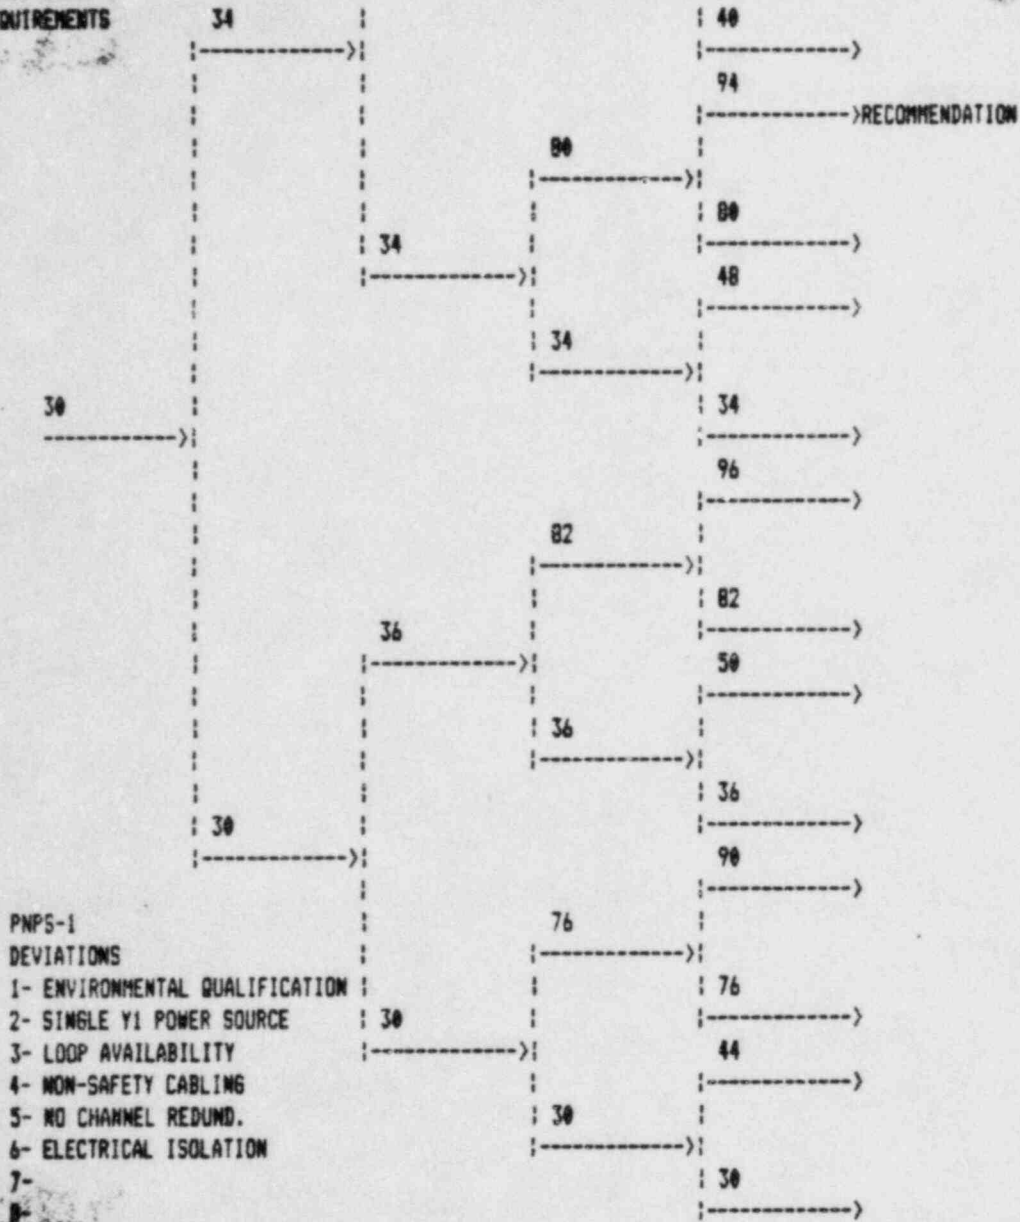 QUIREMENTS 34 40
94
RECOMMENDATION
80
80
34
48
34
30 34
96
82
82
36
50
36
36
30
90
PNPS-1 76
DEVIATIONS
1- ENVIRONMENTAL QUALIFICATION 76
2- SINGLE Y1 POWER SOURCE 30
3- LOOP AVAILABILITY 44
4- NON-SAFETY CABLING
5- NO CHANNEL REDUND. 30
6- ELECTRICAL ISOLATION
7- 30
8-